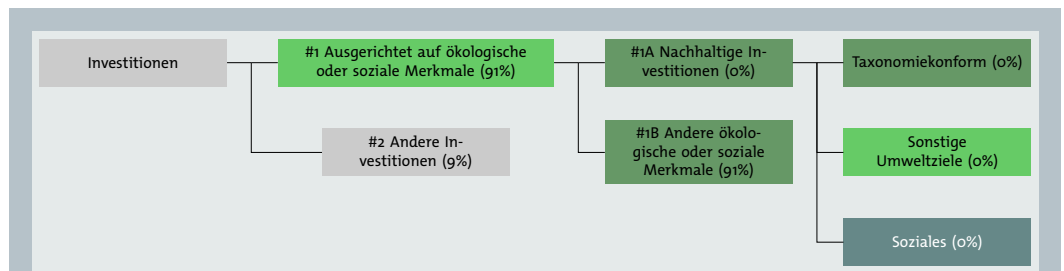 Investitionen
#1 Ausgerichtet auf ökologische
oder soziale Merkmale (91%)
#1A Nachhaltige In-
vestitionen (0%)
Taxonomiekonform (0%)
#2 Andere In-
vestitionen (9%)
#1B Andere ökolo-
gische oder soziale
Merkmale (91%)
Sonstige
Umweltziele (0%)
Soziales (0%)